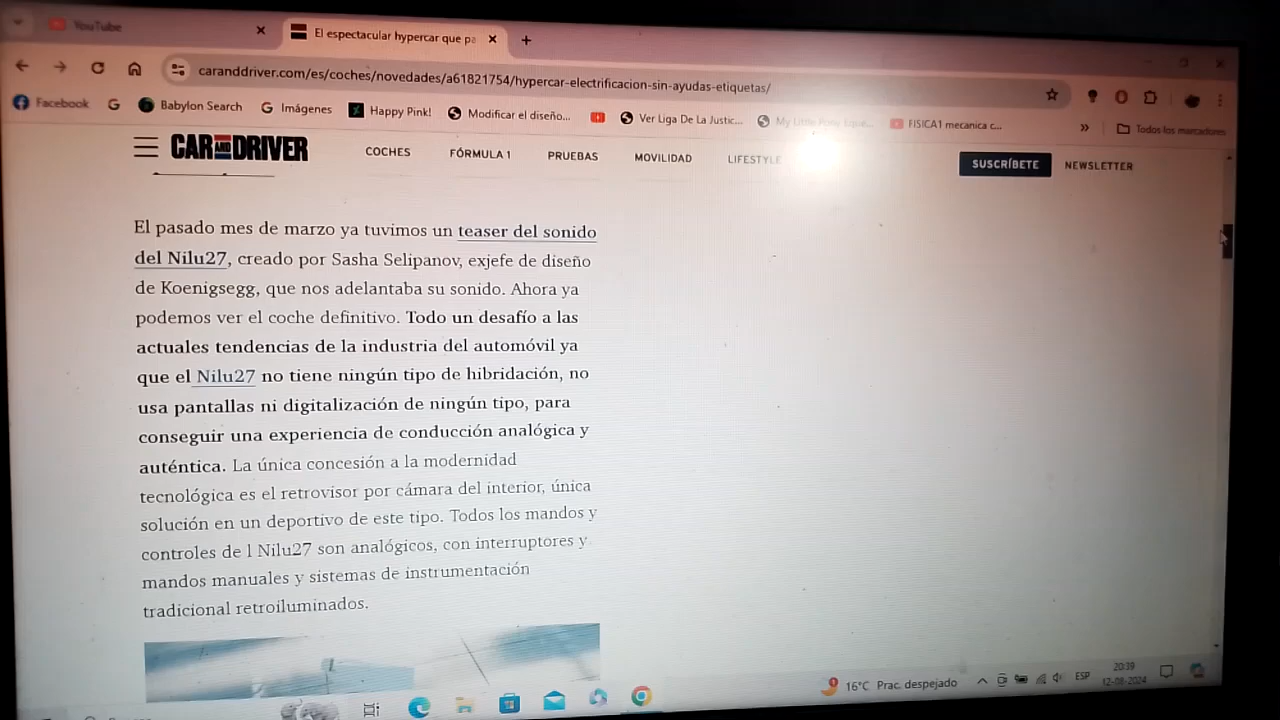 YouTube
El espectacular hypercar que pa
caranddriver.com/es/coches/novedades/a61821754/hypercar-electrificacion-sin-ayudas-etiquetas/
Facebook
Babylon Search
Imágenes
Happy Pink!
Modificar el diseño...
Ver Liga De La Justic...
My Little Pony Eque...
FISICA1 mecanica c...
Todos los marcadores
CAR AND DRIVER
COCHES
FÓRMULA 1
PRUEBAS
MOVILIDAD
LIFESTYLE
SUSCRÍBETE
NEWSLETTER
El pasado mes de marzo ya tuvimos un teaser del sonido
del Nilu27, creado por Sasha Selipanov, exjefe de diseño
de Koenigsegg, que nos adelantaba su sonido. Ahora ya
podemos ver el coche definitivo. Todo un desafío a las
actuales tendencias de la industria del automóvil ya
que el Nilu27 no tiene ningún tipo de hibridación, no
usa pantallas ni digitalización de ningún tipo, para
conseguir una experiencia de conducción analógica y
auténtica. La única concesión a la modernidad
tecnológica es el retrovisor por cámara del interior, única
solución en un deportivo de este tipo. Todos los mandos y
controles de l Nilu27 son analógicos, con interruptores y
mandos manuales y sistemas de instrumentación
tradicional retroiluminados.
16°C Prac. despejado
ESP
20:39
12-08-2024